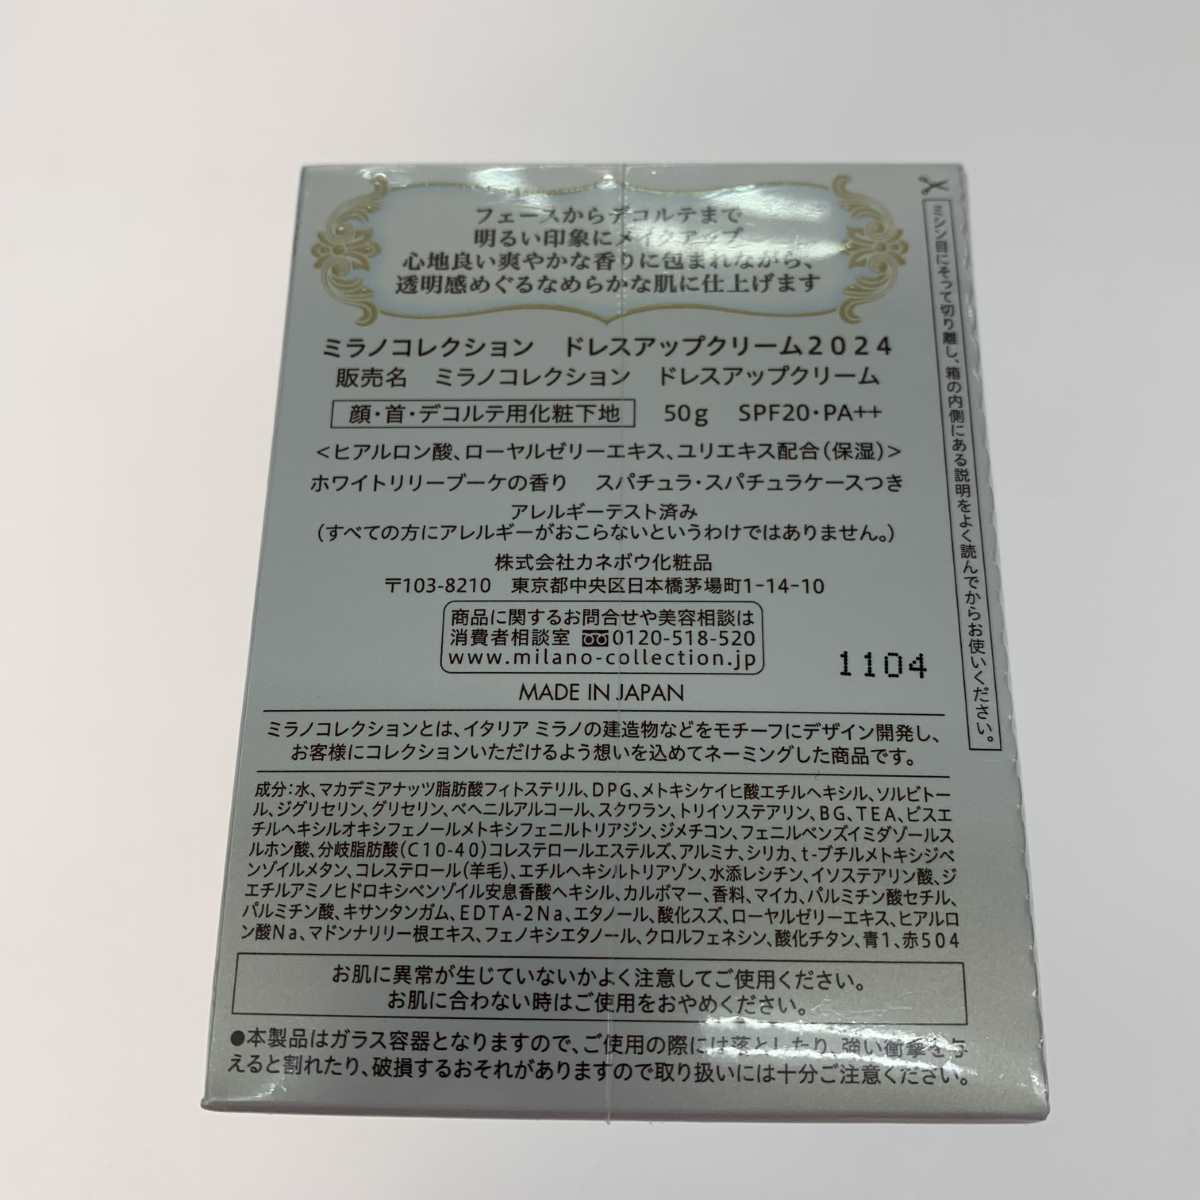 フェースからデコルテまで
明るい印象にメイクアップ
心地良い爽やかな香りに包まれながら、
透明感めぐるなめらかな肌に仕上げます
ミラノコレクション ドレスアップクリーム2024
販売名 ミラノコレクション ドレスアップクリーム
顔・首・デコルテ用化粧下地 50g SPF20・PA++
<ヒアルロン酸、ローヤルゼリーエキス、ユリエキス配合(保湿)>
ホワイトリリーブーケの香り スパチュラ・スパチュラケースつき
アレルギーテスト済み
(すべての方にアレルギーがおこらないというわけではありません。)
株式会社カネボウ化粧品
〒103-8210 東京都中央区日本橋茅場町1-14-10
商品に関するお問合せや美容相談は
消費者相談室 0120-518-520
www.milano-collection.jp
1104
MADE IN JAPAN
ミラノコレクションとは、イタリア ミラノの建造物などをモチーフにデザイン開発し、
お客様にコレクションいただけるよう想いを込めてネーミングした商品です。
成分:水、マカデミアナッツ脂肪酸フィトステリル、DPG、メトキシケイヒ酸エチルヘキシル、ソルビトー
ル、ジグリセリン、グリセリン、ベヘニルアルコール、スクワラン、トリイソステアリン、BG、TEA、ビスエ
チルヘキシルオキシフェノールメトキシフェニルトリアジン、ジメチコン、フェニルベンズイミダゾールス
ルホン酸、分岐脂肪酸(C10-40)コレステロールエステルズ、アルミナ、シリカ、t-ブチルメトキシジベ
ンゾイルメタン、コレステロール(羊毛)、エチルヘキシルトリアゾン、水添レシチン、イソステアリン酸、ジ
エチルアミノヒドロキシベンゾイル安息香酸ヘキシル、カルボマー、香料、マイカ、パルミチン酸セチル、
パルミチン酸、キサンタンガム、EDTA-2Na、エタノール、酸化スズ、ローヤルゼリーエキス、ヒアルロ
ン酸Na、マドンナリリー根エキス、フェノキシエタノール、クロルフェネシン、酸化チタン、青1、赤504
お肌に異常が生じていないかよく注意してご使用ください。
お肌に合わない時はご使用をおやめください。
●本製品はガラス容器となりますので、ご使用の際には落としたり、強い衝撃を与
えると割れたり、破損するおそれがありますので取り扱いには十分ご注意ください。
ミシン目にそって切り離し、箱の内側にある説明をよく読んでからお使いください。